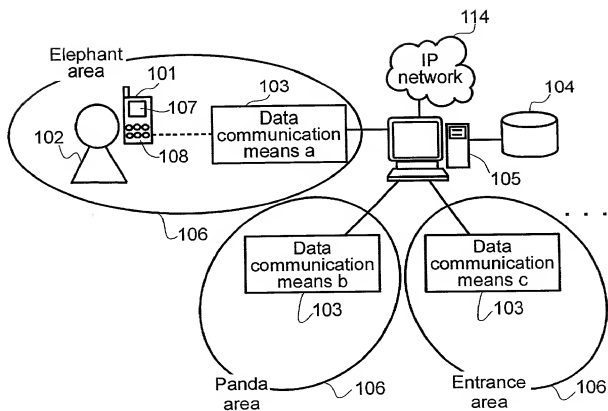 114
Elephant
area
101
107
103
IP
network
104
102
108
Data
communication
means a
105
106
Data
communication
means b
103
Data
communication
means c
103
Panda
area
106
Entrance
area
106